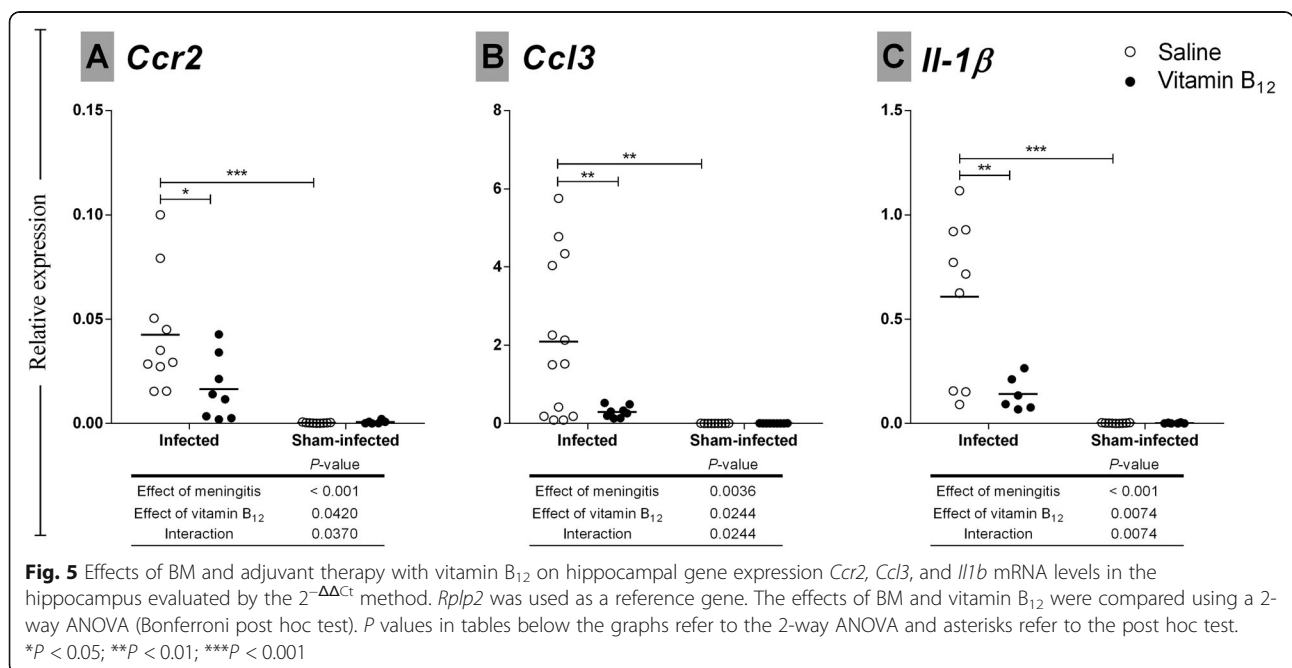 A Ccr2
B Ccl3
C Il-1β
○ Saline
● Vitamin B12
Relative expression
0.15
0.10
0.05
0.00
***
*
Infected Sham-infected
8
6
4
2
0
**
**
Infected Sham-infected
1.5
1.0
0.5
0.0
***
**
Infected Sham-infected
P-value
Effect of meningitis < 0.001
Effect of vitamin B12 0.0420
Interaction 0.0370
P-value
Effect of meningitis 0.0036
Effect of vitamin B12 0.0244
Interaction 0.0244
P-value
Effect of meningitis < 0.001
Effect of vitamin B12 0.0074
Interaction 0.0074
Fig. 5 Effects of BM and adjuvant therapy with vitamin B12 on hippocampal gene expression Ccr2, Ccl3, and Il1b mRNA levels in the
hippocampus evaluated by the 2−ΔΔCt method. Rplp2 was used as a reference gene. The effects of BM and vitamin B12 were compared using a 2-
way ANOVA (Bonferroni post hoc test). P values in tables below the graphs refer to the 2-way ANOVA and asterisks refer to the post hoc test.
*P < 0.05; **P < 0.01; ***P < 0.001